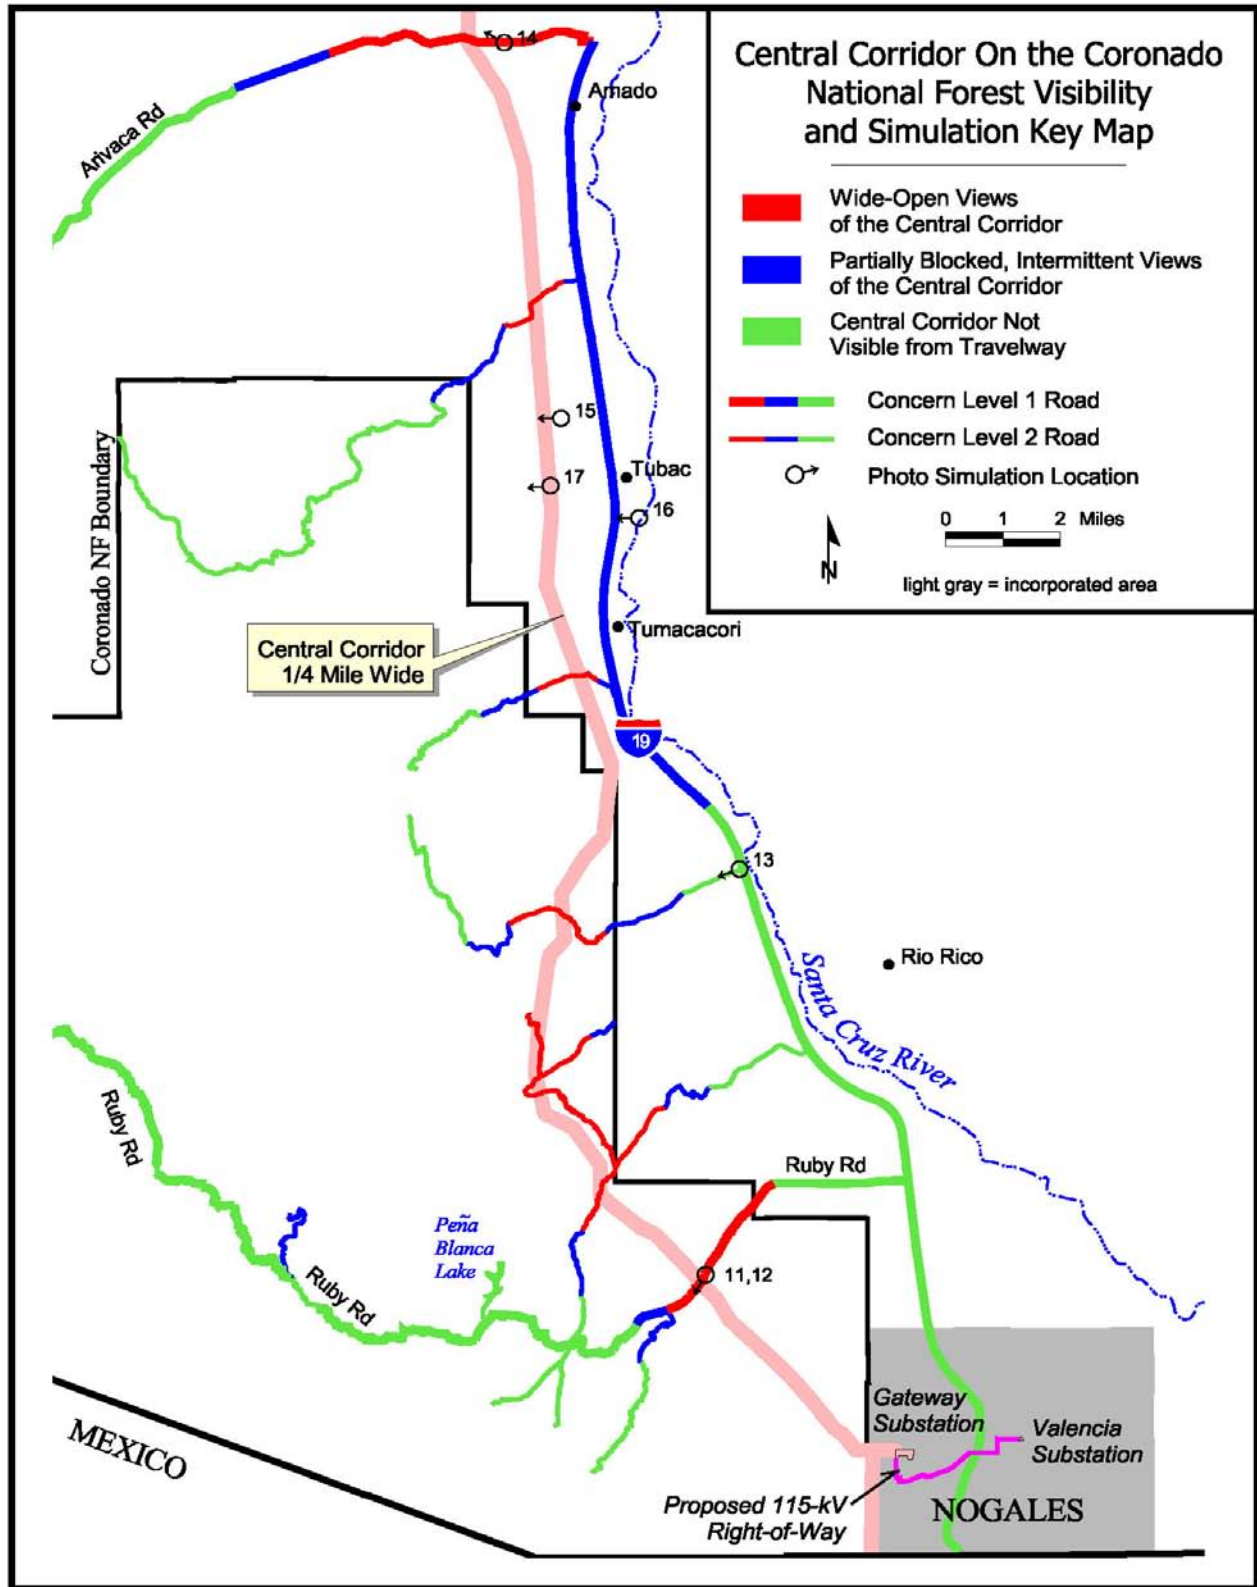 Central Corridor On the Coronado
National Forest Visibility
and Simulation Key Map
Wide-Open Views
of the Central Corridor
Partially Blocked, Intermittent Views
of the Central Corridor
Central Corridor Not
Visible from Travelway
Concern Level 1 Road
Concern Level 2 Road
Photo Simulation Location
0 1 2 Miles
N
light gray = incorporated area
14
Amado
Arivaca Rd
15
Tubac
17
16
Coronado NF Boundary
Tumacacori
Central Corridor
1/4 Mile Wide
19
13
Rio Rico
Santa Cruz River
Ruby Rd
Ruby Rd
Peña
Blanca
Lake
Ruby Rd
11,12
Gateway
Substation
Valencia
Substation
MEXICO
Proposed 115-kV
Right-of-Way
NOGALES